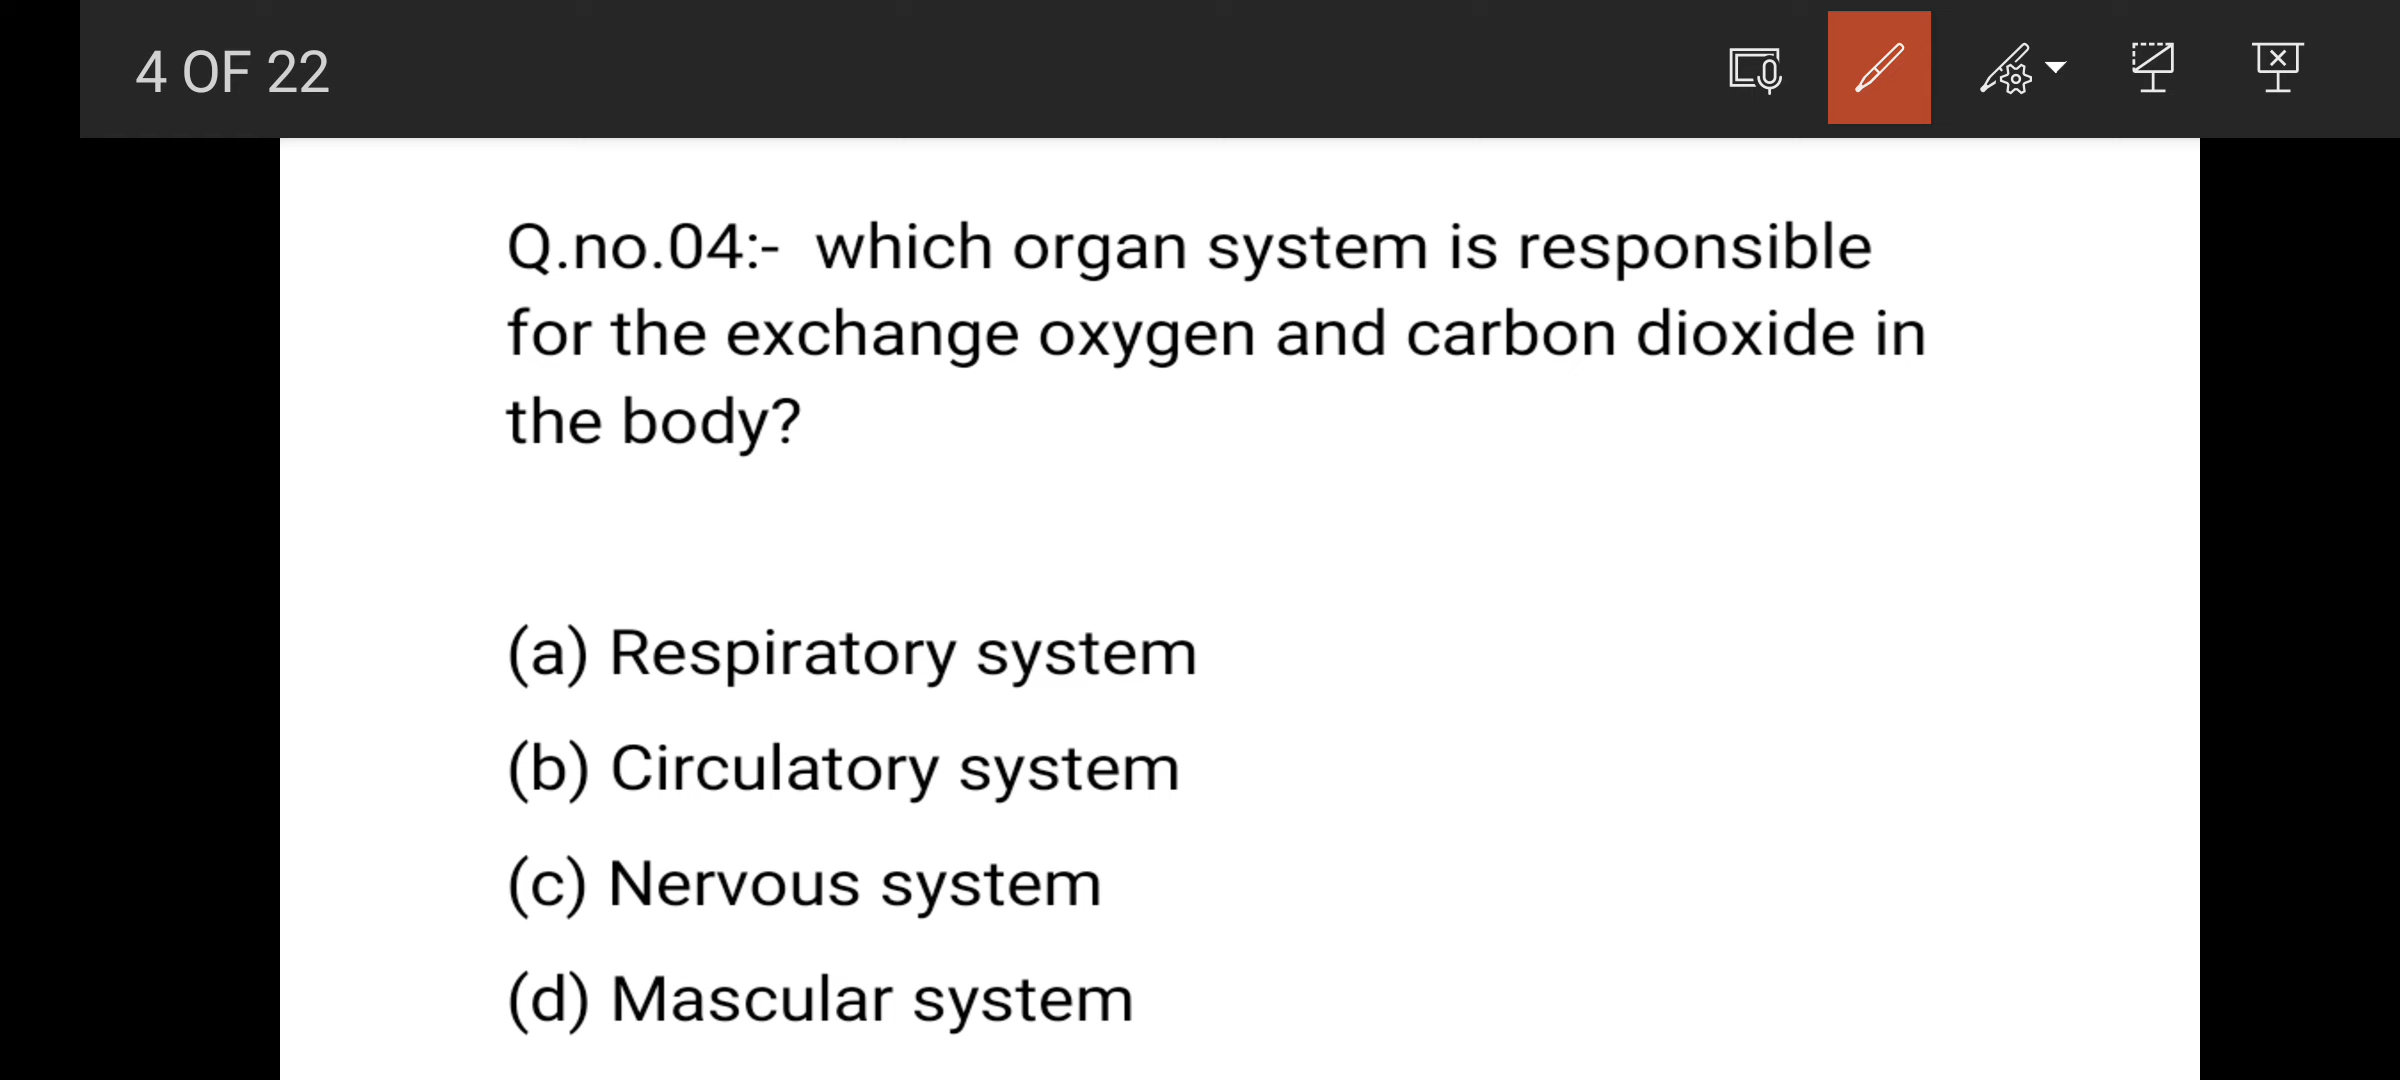 4 OF 22
Q.no.04:- which organ system is responsible
for the exchange oxygen and carbon dioxide in
the body?
(a) Respiratory system
(b) Circulatory system
(c) Nervous system
(d) Mascular system